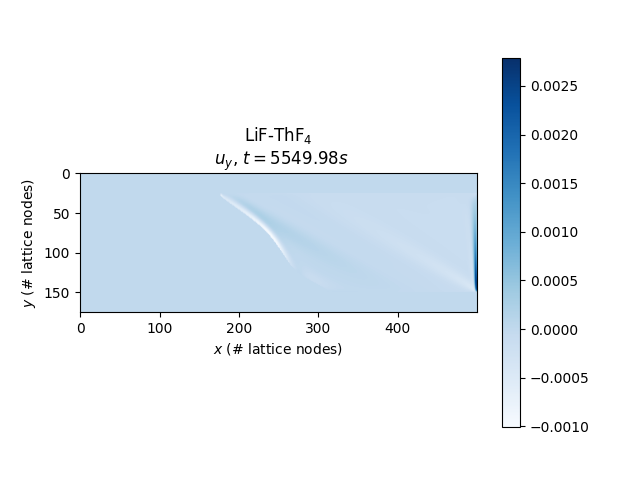 LiF-ThF₄
u_y, t = 5549.98s
0
50
100
150
y (# lattice nodes)
0 100 200 300 400
x (# lattice nodes)
0.0025
0.0020
0.0015
0.0010
0.0005
0.0000
−0.0005
−0.0010